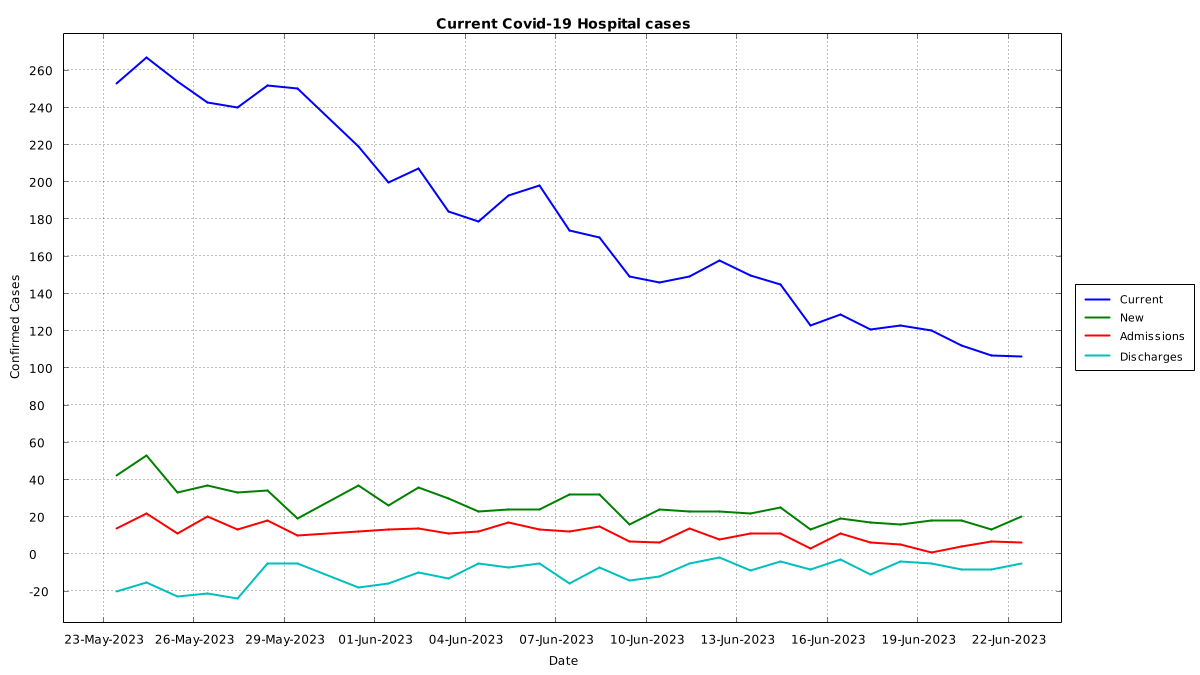 Current Covid-19 Hospital cases
260
240
220
200
180
160
140
120
100
80
60
40
20
0
-20
Confirmed Cases
23-May-2023 26-May-2023 29-May-2023 01-Jun-2023 04-Jun-2023 07-Jun-2023 10-Jun-2023 13-Jun-2023 16-Jun-2023 19-Jun-2023 22-Jun-2023
Date
Current
New
Admissions
Discharges